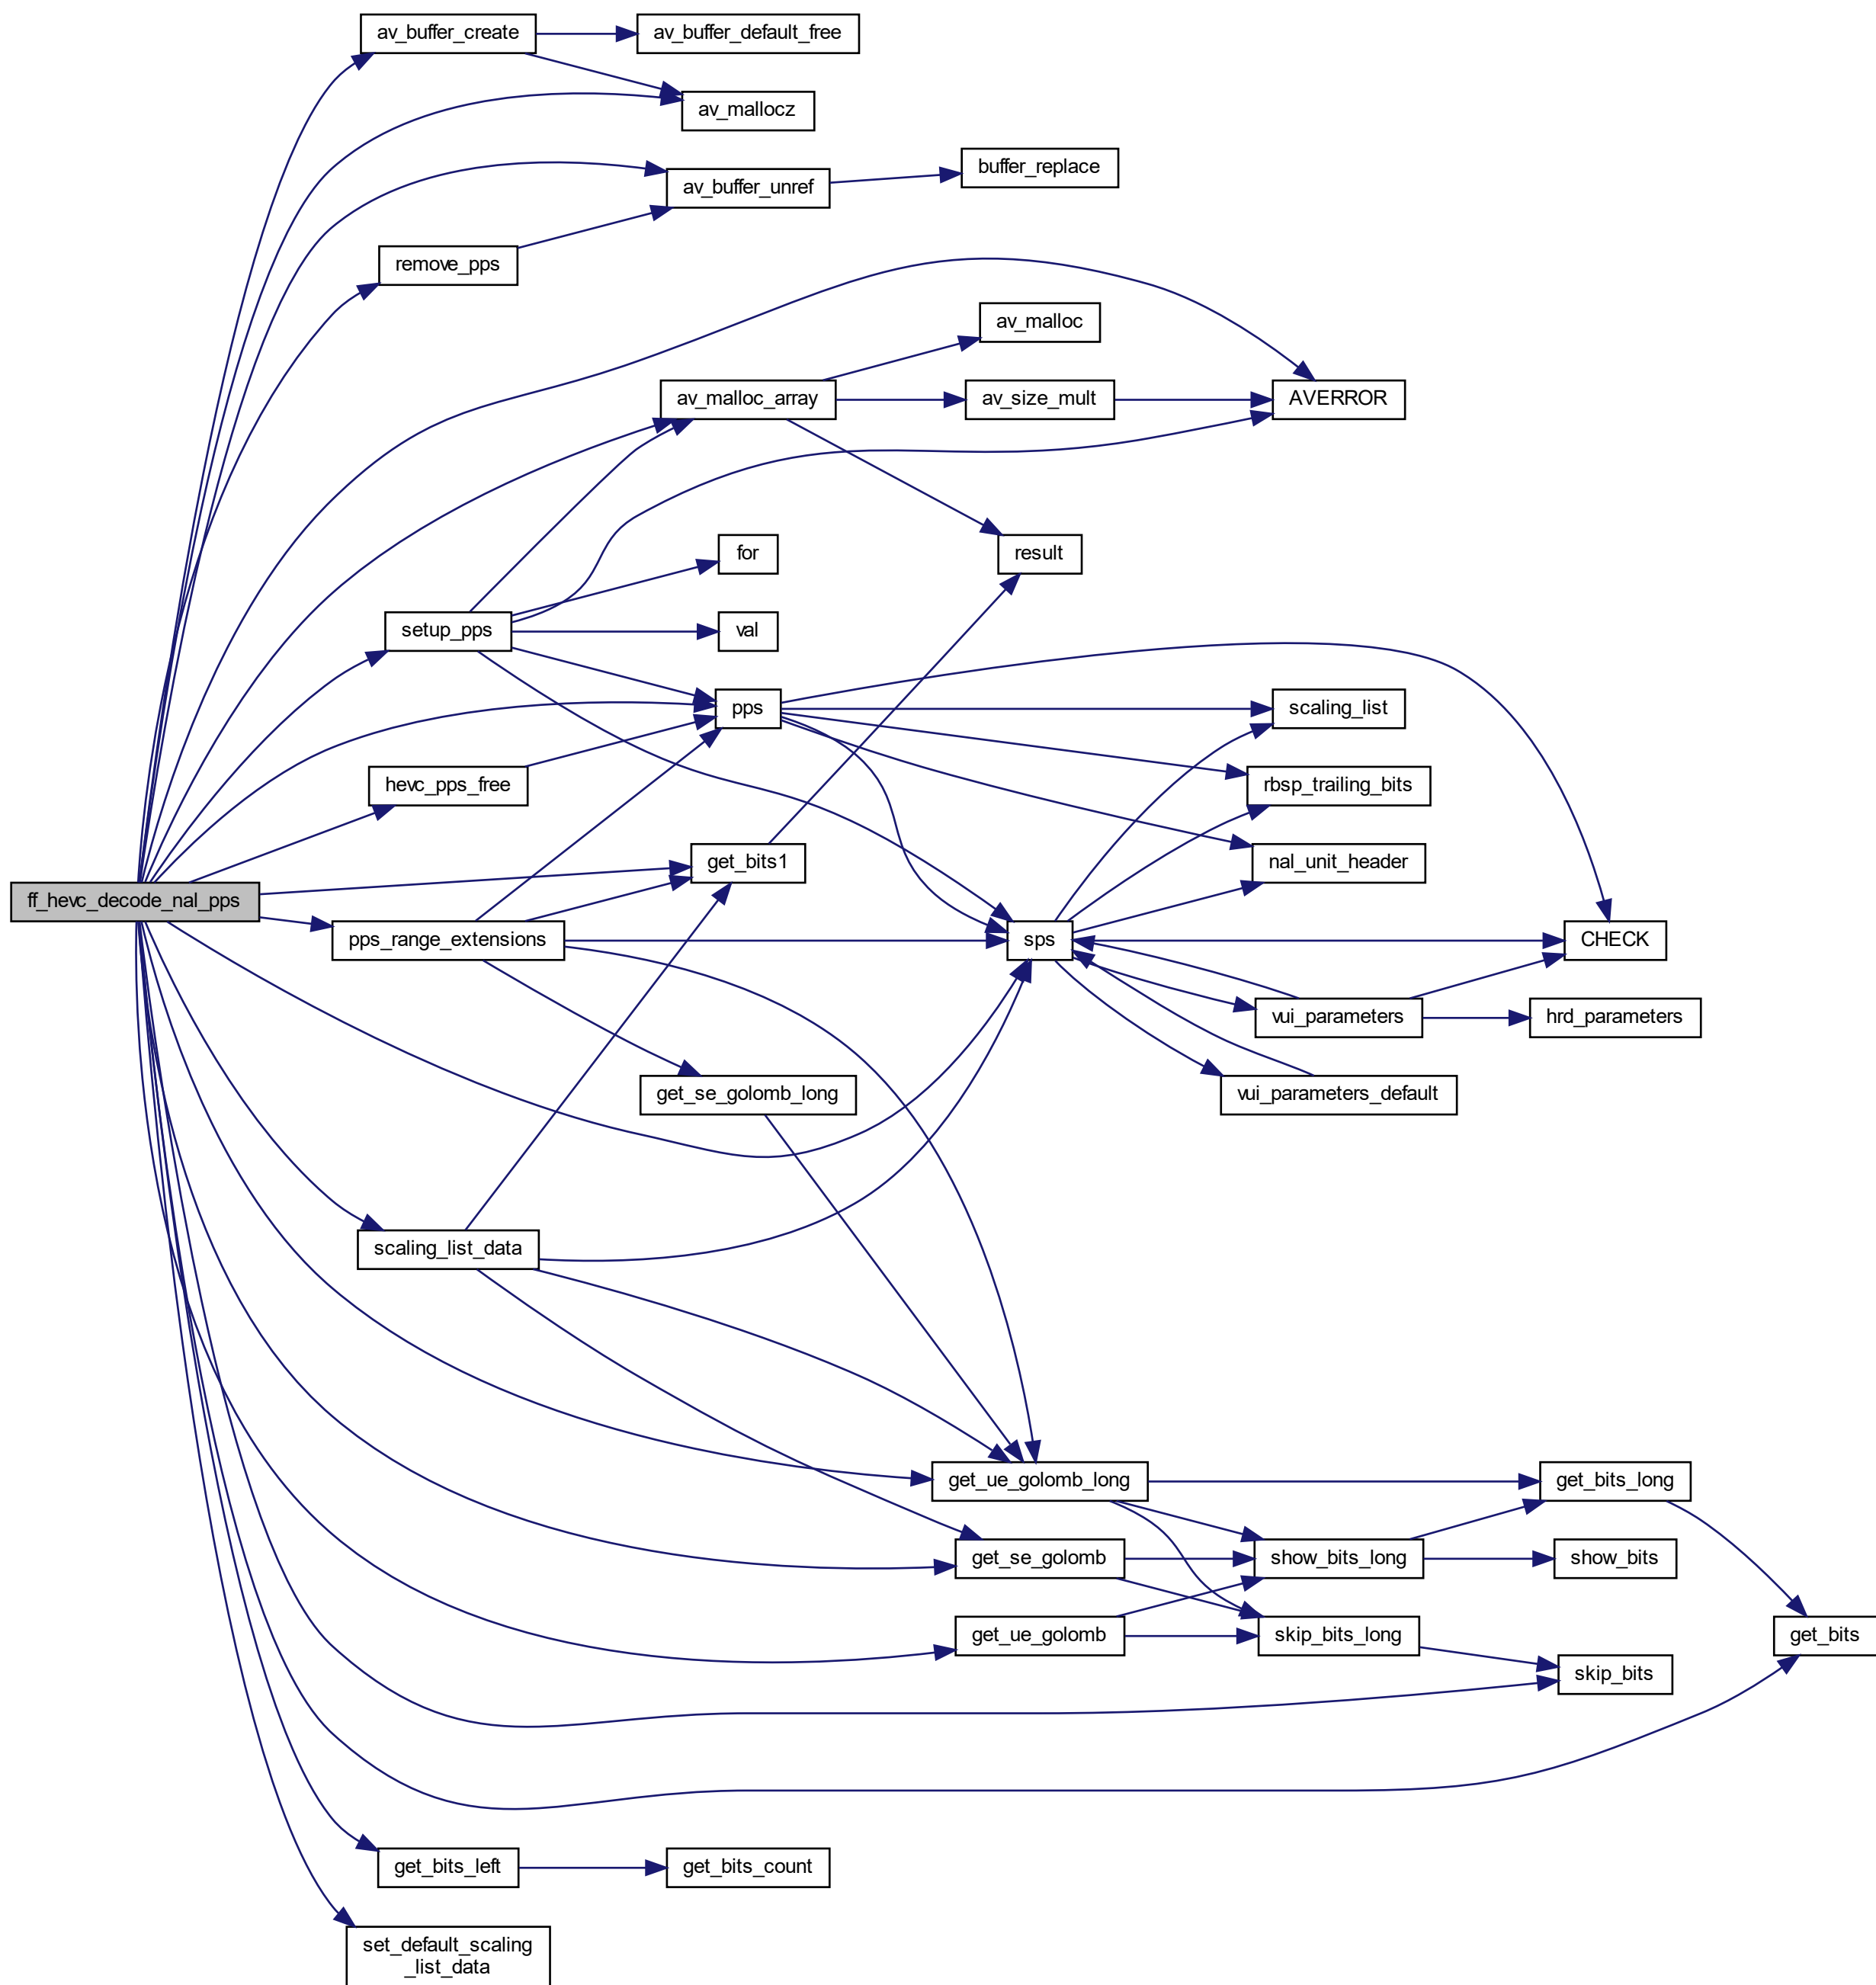 av_buffer_create
av_buffer_default_free
av_mallocz
buffer_replace
av_buffer_unref
remove_pps
av_malloc
av_malloc_array
av_size_mult
AVERROR
for
result
setup_pps
val
pps
scaling_list
hevc_pps_free
rbsp_trailing_bits
get_bits1
nal_unit_header
ff_hevc_decode_nal_pps
pps_range_extensions
sps
CHECK
vui_parameters
hrd_parameters
get_se_golomb_long
vui_parameters_default
scaling_list_data
get_ue_golomb_long
get_bits_long
get_se_golomb
show_bits_long
show_bits
get_ue_golomb
skip_bits_long
get_bits
skip_bits
get_bits_left
get_bits_count
set_default_scaling
_list_data